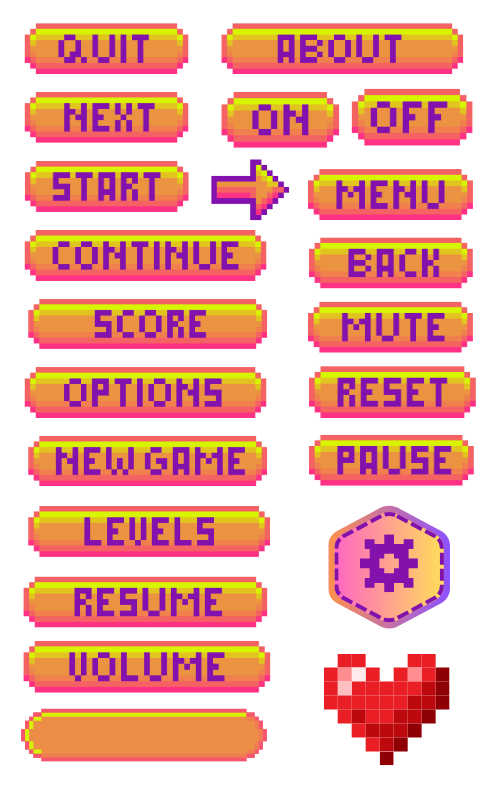 QUIT
ABOUT
NEXT
ON
OFF
START
MENU
CONTINUE
BACK
SCORE
MUTE
OPTIONS
RESET
NEW GAME
PAUSE
LEVELS
RESUME
VOLUME